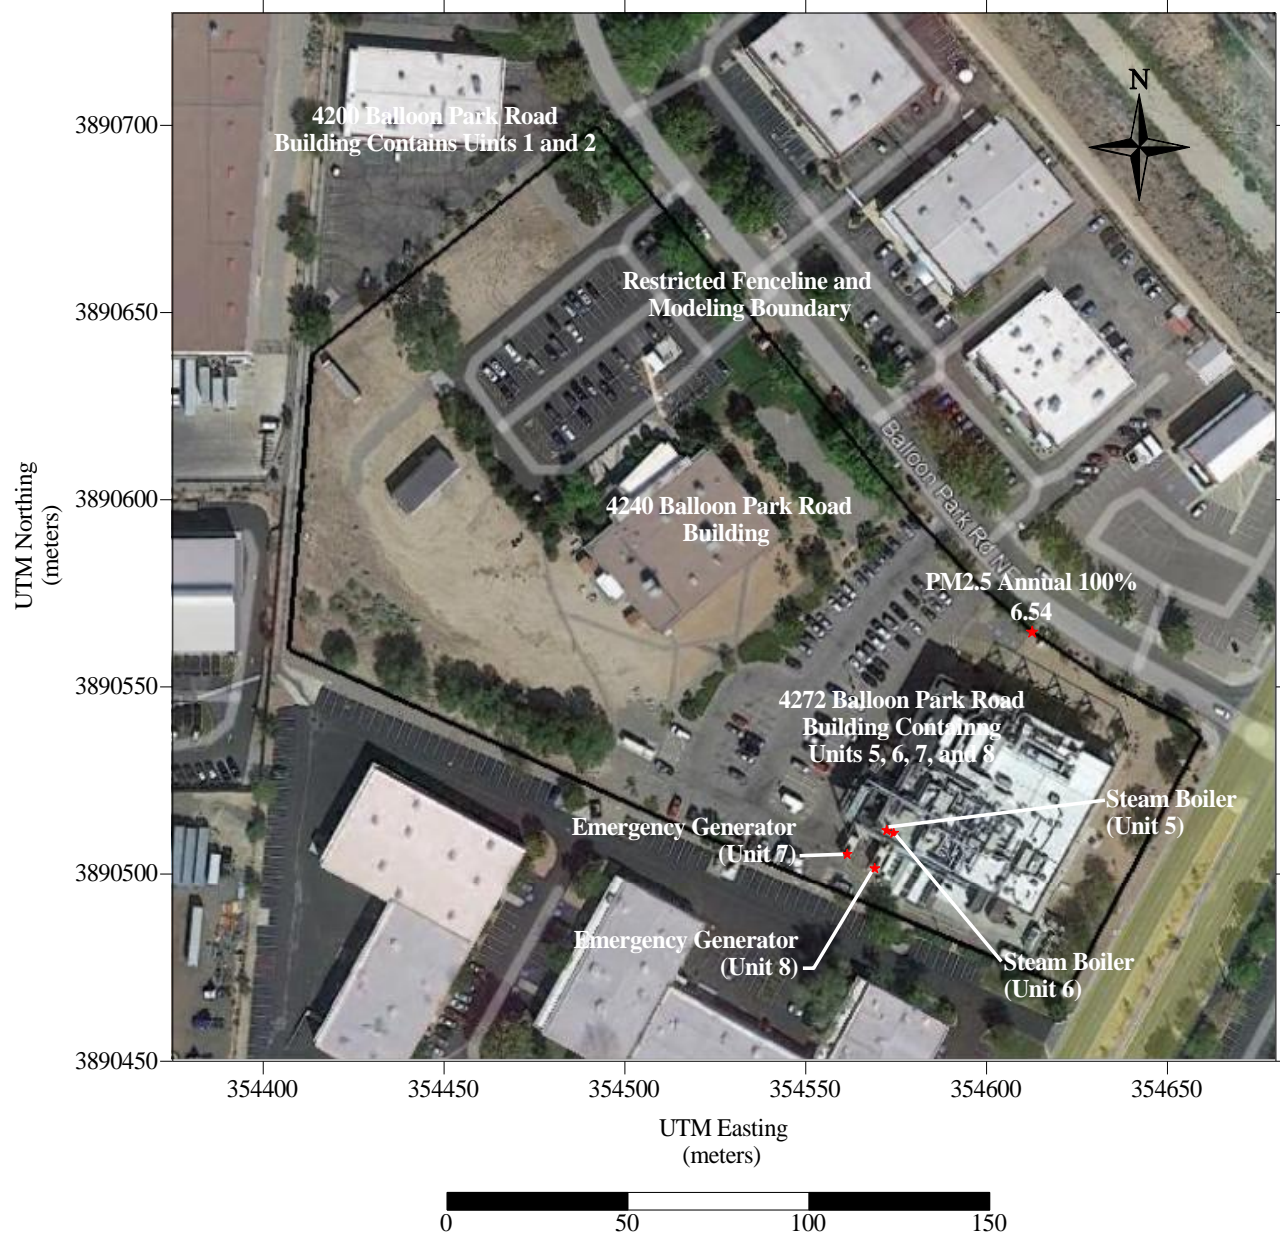 N
4200 Balloon Park Road
Building Contains Uints 1 and 2
Restricted Fenceline and
Modeling Boundary
4240 Balloon Park Road
Building
Balloon Park Rd NE
PM2.5 Annual 100%
6.54
4272 Balloon Park Road
Building Containng
Units 5, 6, 7, and 8
Steam Boiler
(Unit 5)
Emergency Generator
(Unit 7)
Emergency Generator
(Unit 8)
Steam Boiler
(Unit 6)
3890700
3890650
3890600
3890550
3890500
3890450
UTM Northing
(meters)
354400 354450 354500 354550 354600 354650
UTM Easting
(meters)
0 50 100 150